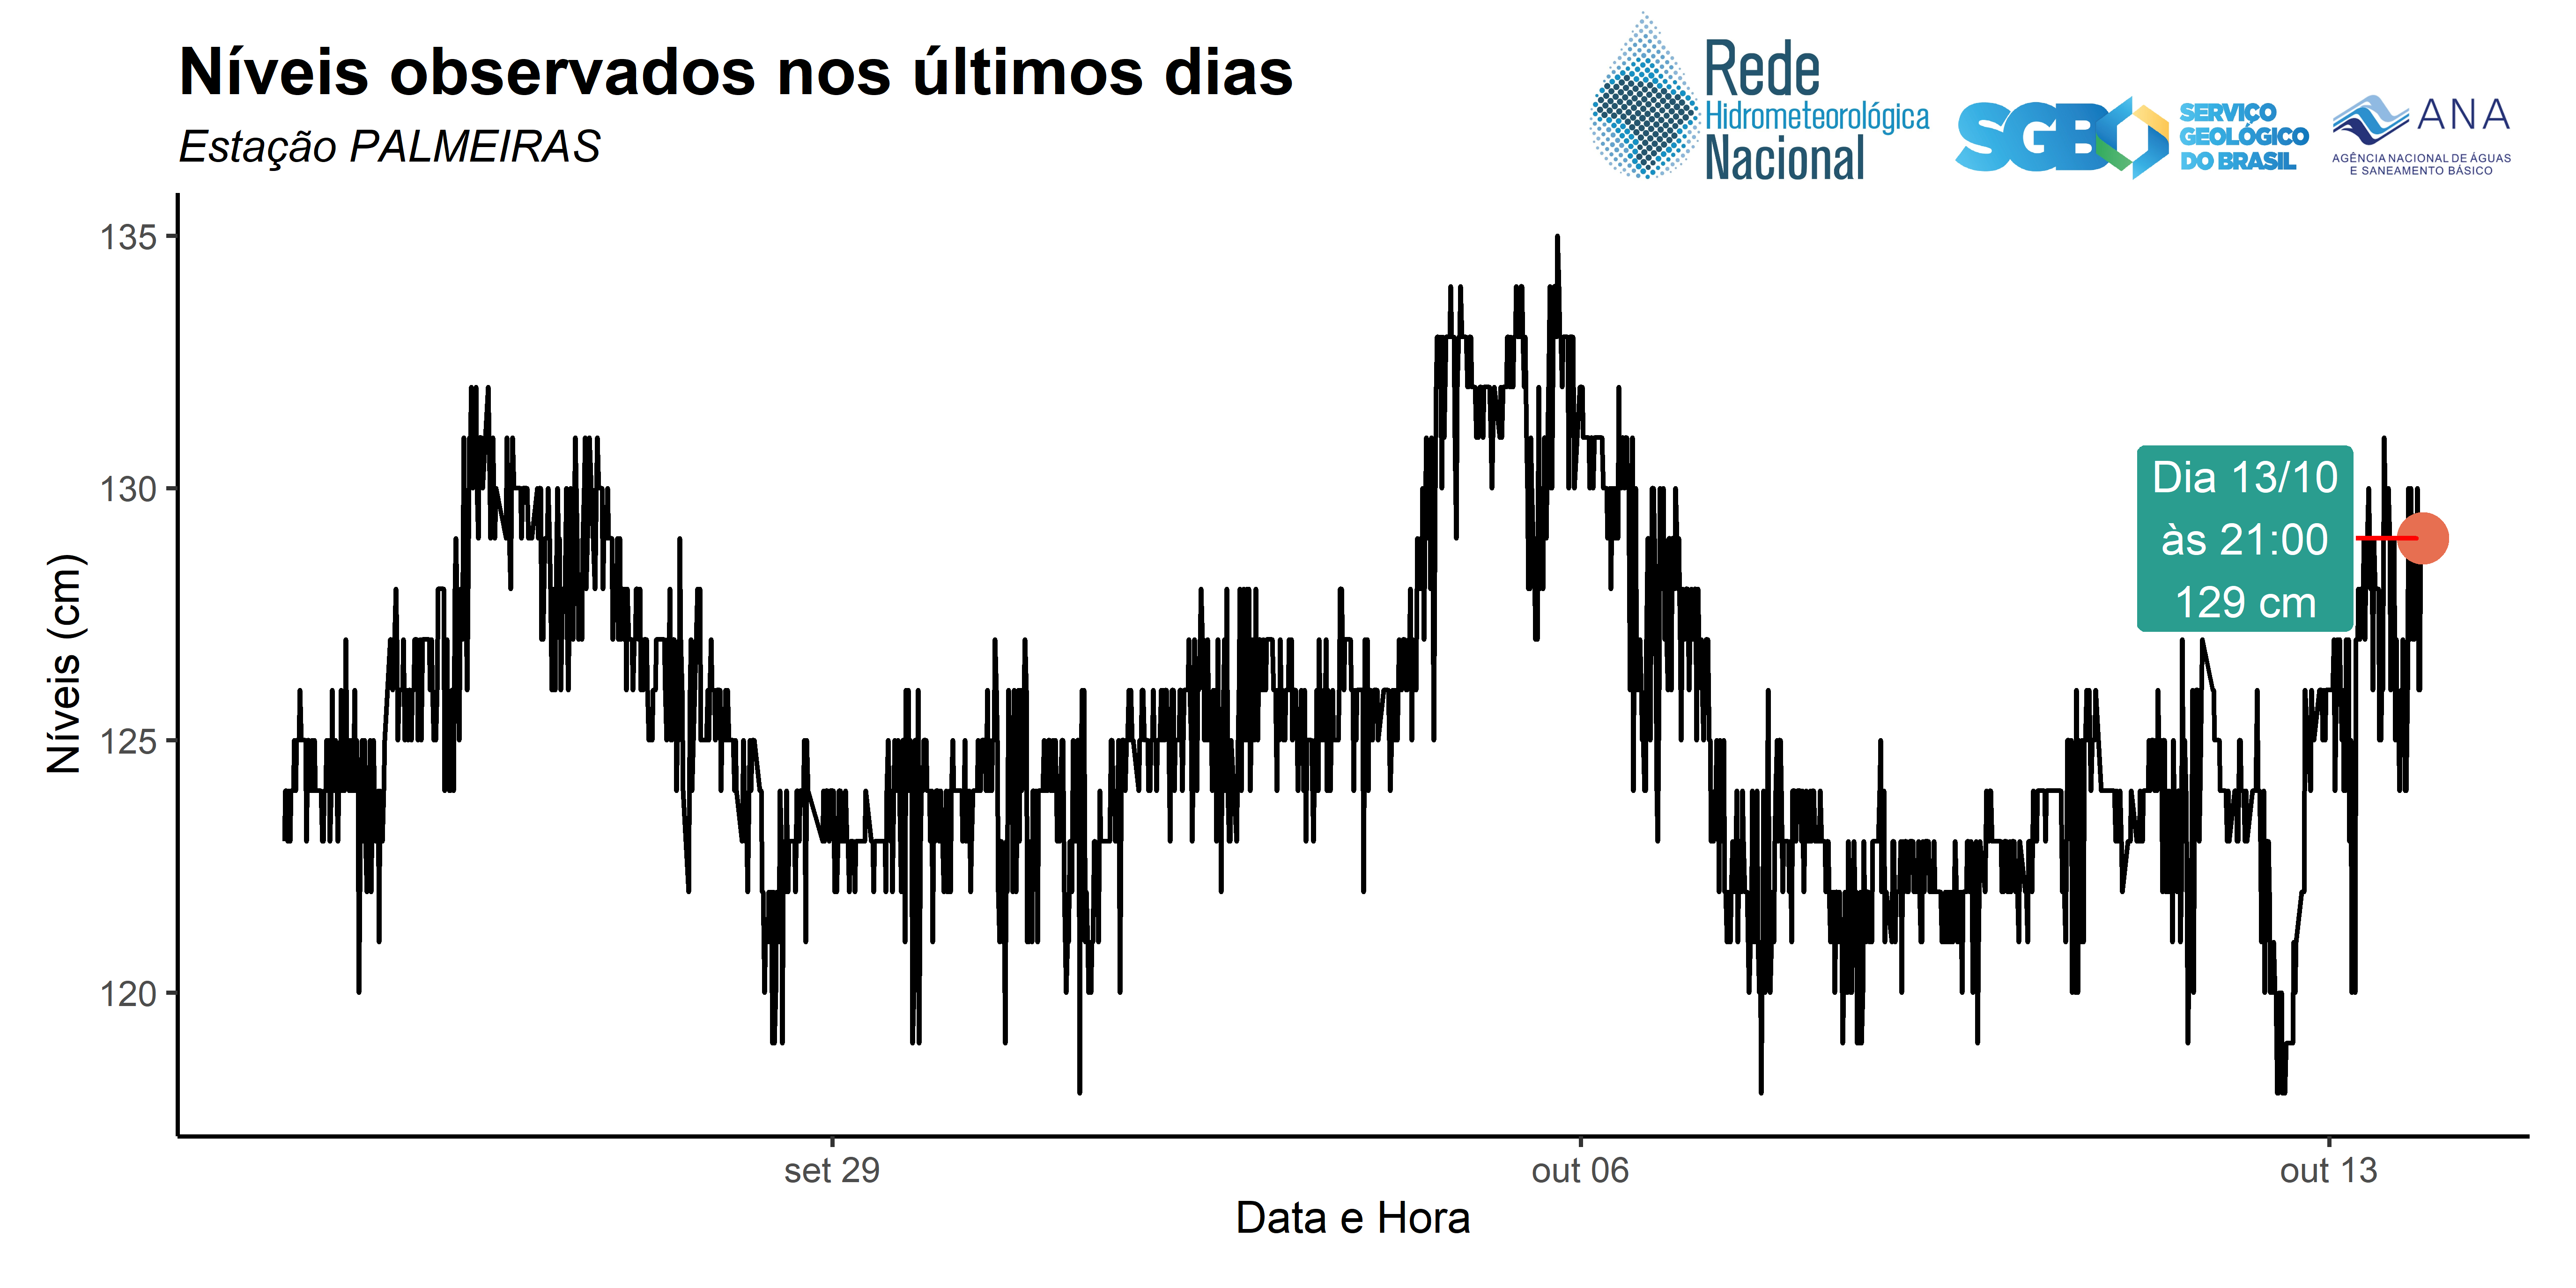 Níveis observados nos últimos dias
Estação PALMEIRAS
Rede
Hidrometeorológica
Nacional
SGB
SERVIÇO
GEOLÓGICO
DO BRASIL
ANA
AGÊNCIA NACIONAL DE ÁGUAS
E SANEAMENTO BÁSICO
135
130
125
120
Níveis (cm)
Dia 13/10
às 21:00
129 cm
set 29
out 06
out 13
Data e Hora